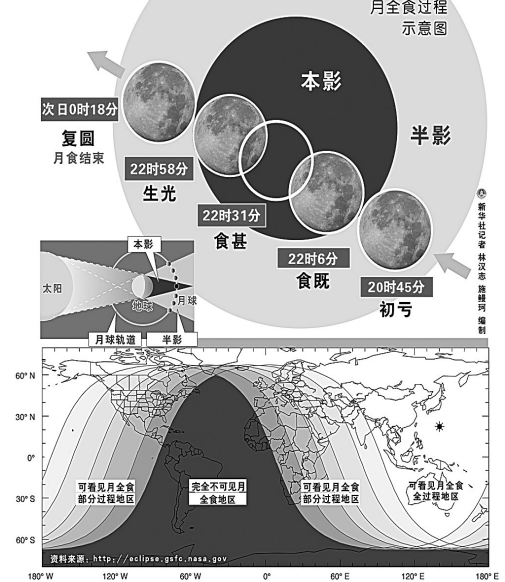 月全食过程
示意图
本影
半影
次日0时18分
复圆
月食结束
22时58分
生光
22时31分
食甚
22时6分
食既
20时45分
初亏
新华社记者 林汉志 施鳗珂 编制
本影
太阳
地球
月球
月球轨道
半影
60° N
30° N
0°
30° S
60° S
可看见月全食
部分过程地区
完全不可见月
全食地区
可看见月全食
部分过程地区
可看见月全食
全过程地区
资料来源：http://eclipse.gsfc.nasa.gov
180° W
120° W
60° W
0°
60° E
120° E
180° E